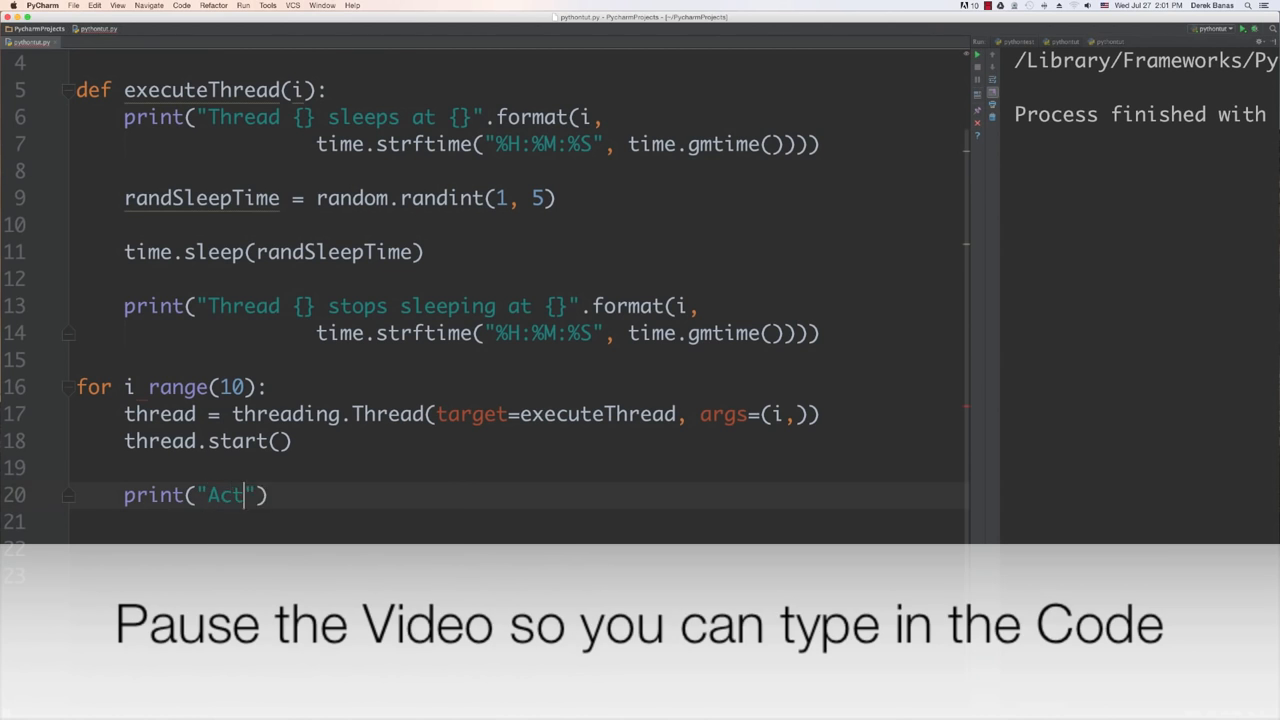 PyCharm File Edit View Navigate Code Refactor Run Tools VCS Window Help 10 Wed Jul 27 2:01 PM Derek Banas
pythontut.py - PycharmProjects - [~/PycharmProjects]
PycharmProjects pythontut.py pythontut
pythontut.py Run: pythontest pythontut pythontut
4
5 def executeThread(i):
6 print("Thread {} sleeps at {}".format(i,
7 time.strftime("%H:%M:%S", time.gmtime())))
8
9 randSleepTime = random.randint(1, 5)
10
11 time.sleep(randSleepTime)
12
13 print("Thread {} stops sleeping at {}".format(i,
14 time.strftime("%H:%M:%S", time.gmtime())))
15
16 for i range(10):
17 thread = threading.Thread(target=executeThread, args=(i,))
18 thread.start()
19
20 print("Act")
21
22
23
/Library/Frameworks/Py
Process finished with
Pause the Video so you can type in the Code